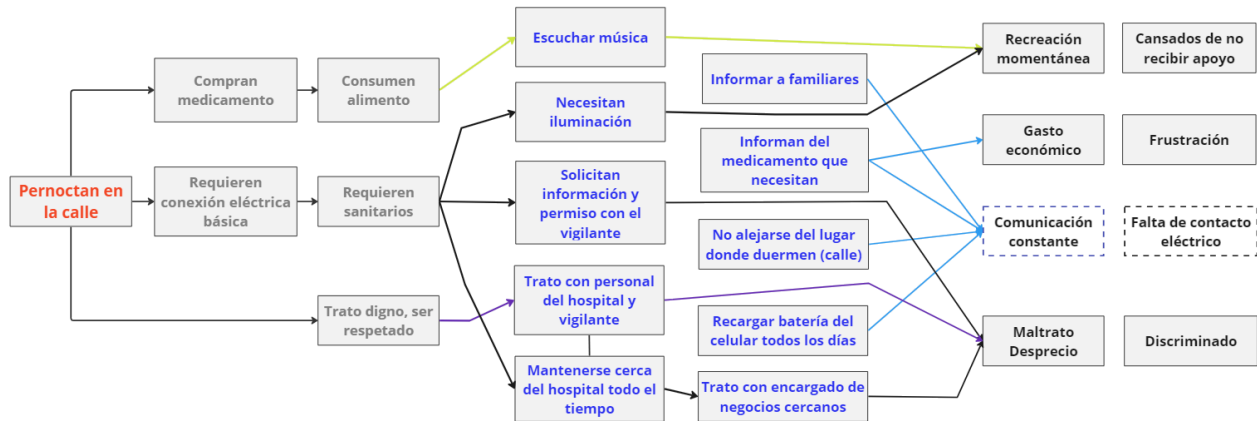 Pernoctan en
la calle
Compran
medicamento
Consumen
alimento
Requieren
conexión eléctrica
básica
Requieren
sanitarios
Trato digno, ser
respetado
Escuchar música
Necesitan
iluminación
Solicitan
información y
permiso con el
vigilante
Trato con personal
del hospital y
vigilante
Mantenerse cerca
del hospital todo el
tiempo
Informar a familiares
Informan del
medicamento que
necesitan
No alejarse del lugar
donde duermen (calle)
Recargar batería del
celular todos los días
Trato con encargado de
negocios cercanos
Recreación
momentánea
Gasto
económico
Comunicación
constante
Maltrato
Desprecio
Cansados de no
recibir apoyo
Frustración
Falta de contacto
eléctrico
Discriminado